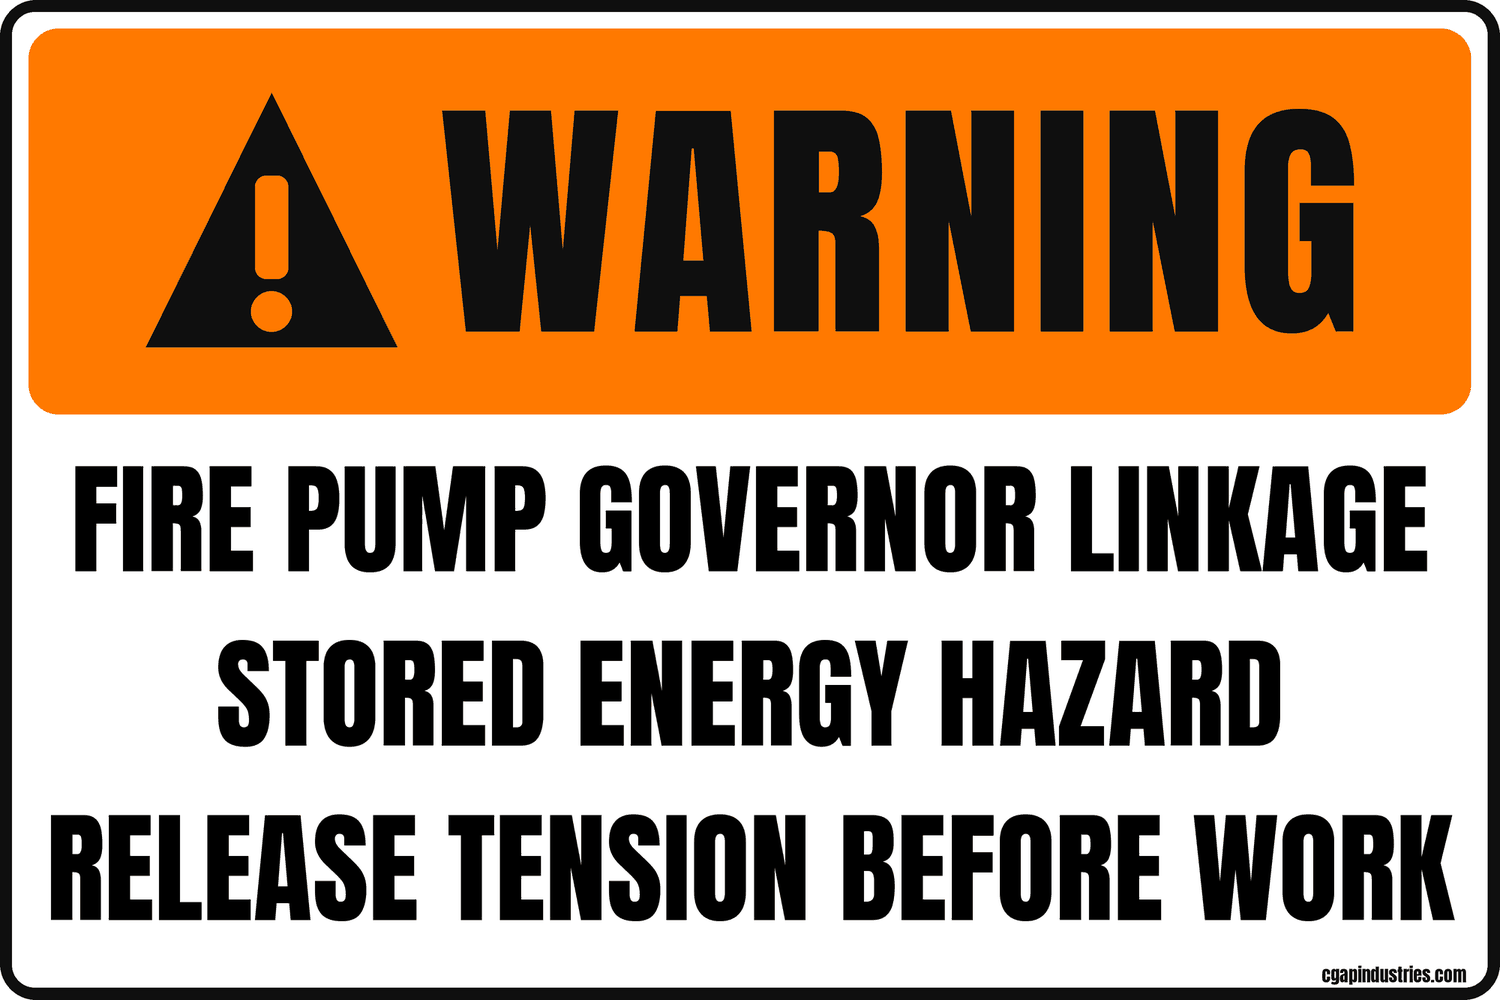 WARNING
FIRE PUMP GOVERNOR LINKAGE
STORED ENERGY HAZARD
RELEASE TENSION BEFORE WORK
cgapindustries.com